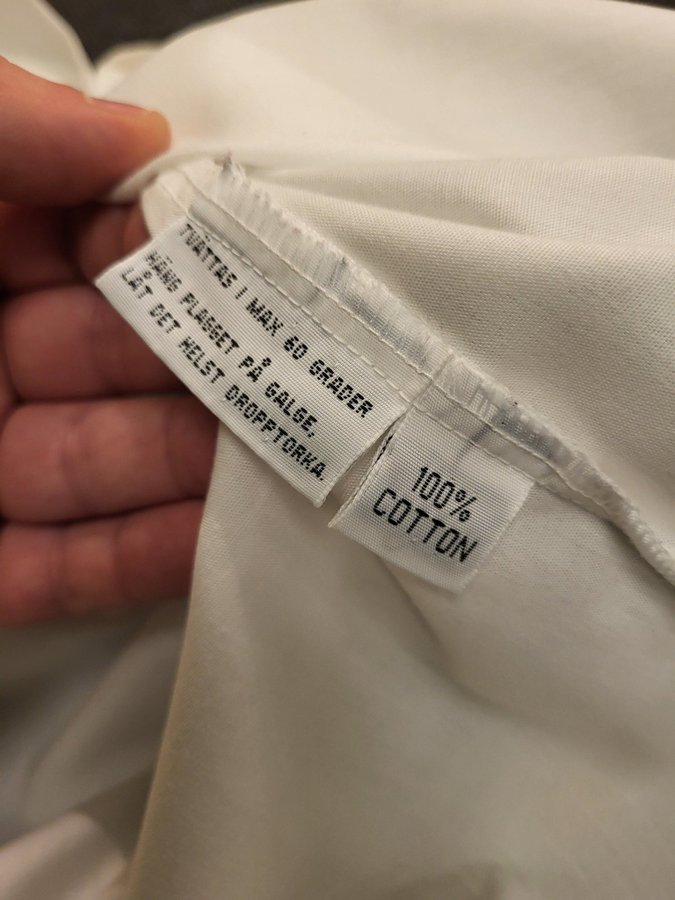 TVÄTTAS I MAX 60 GRADER
HÄNG PLAGGET PÅ GALGE.
LÅT DET HELST DROPPTORKA.
100%
COTTON